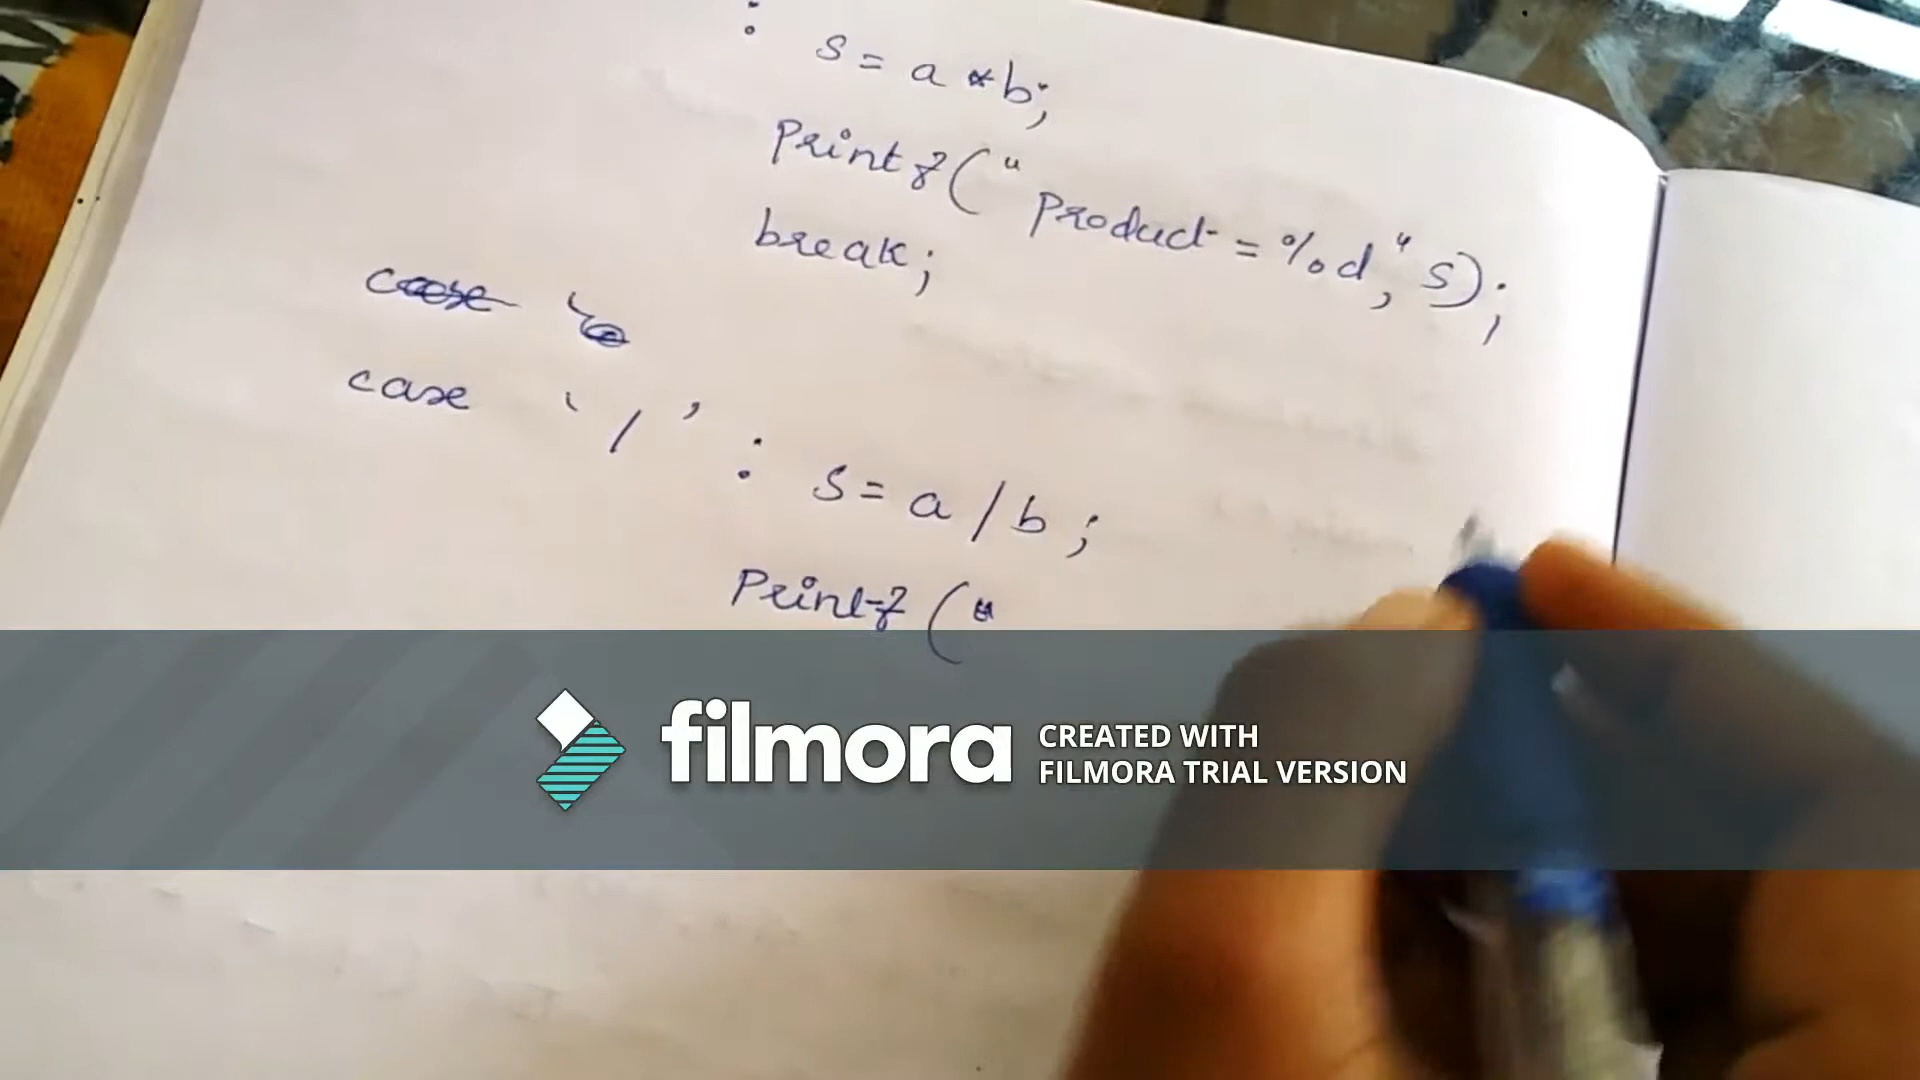 : s = a * b;
printf(" product = %d," s);
break;
case
case ' / ' : s = a / b ;
Printf ("
filmora CREATED WITH
FILMORA TRIAL VERSION